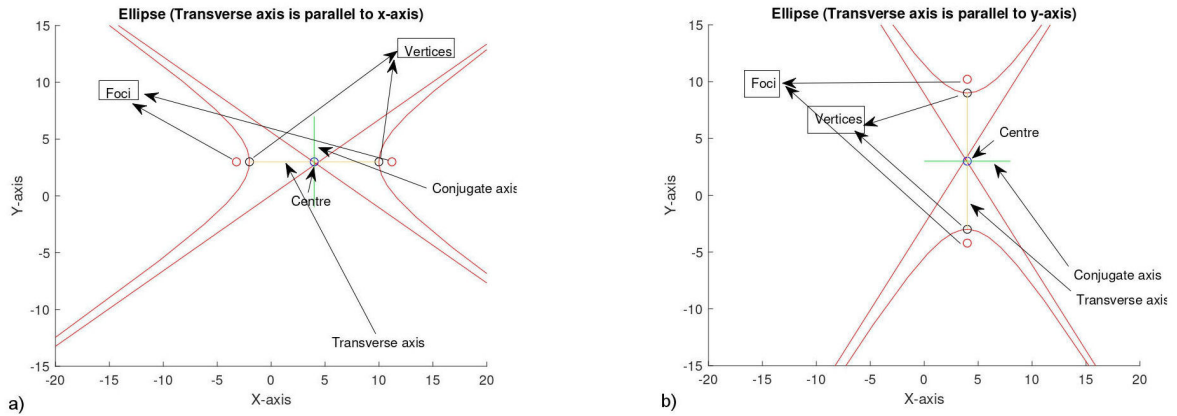 Ellipse (Transverse axis is parallel to x-axis)
15
10
5
0
-5
-10
-15
-20
-15
-10
-5
0
5
10
15
20
Y-axis
X-axis
Vertices
Foci
Conjugate axis
Centre
Transverse axis
a)
Ellipse (Transverse axis is parallel to y-axis)
15
10
5
0
-5
-10
-15
-20
-15
-10
-5
0
5
10
15
20
Y-axis
X-axis
Foci
Vertices
Centre
Conjugate axis
Transverse axis
b)